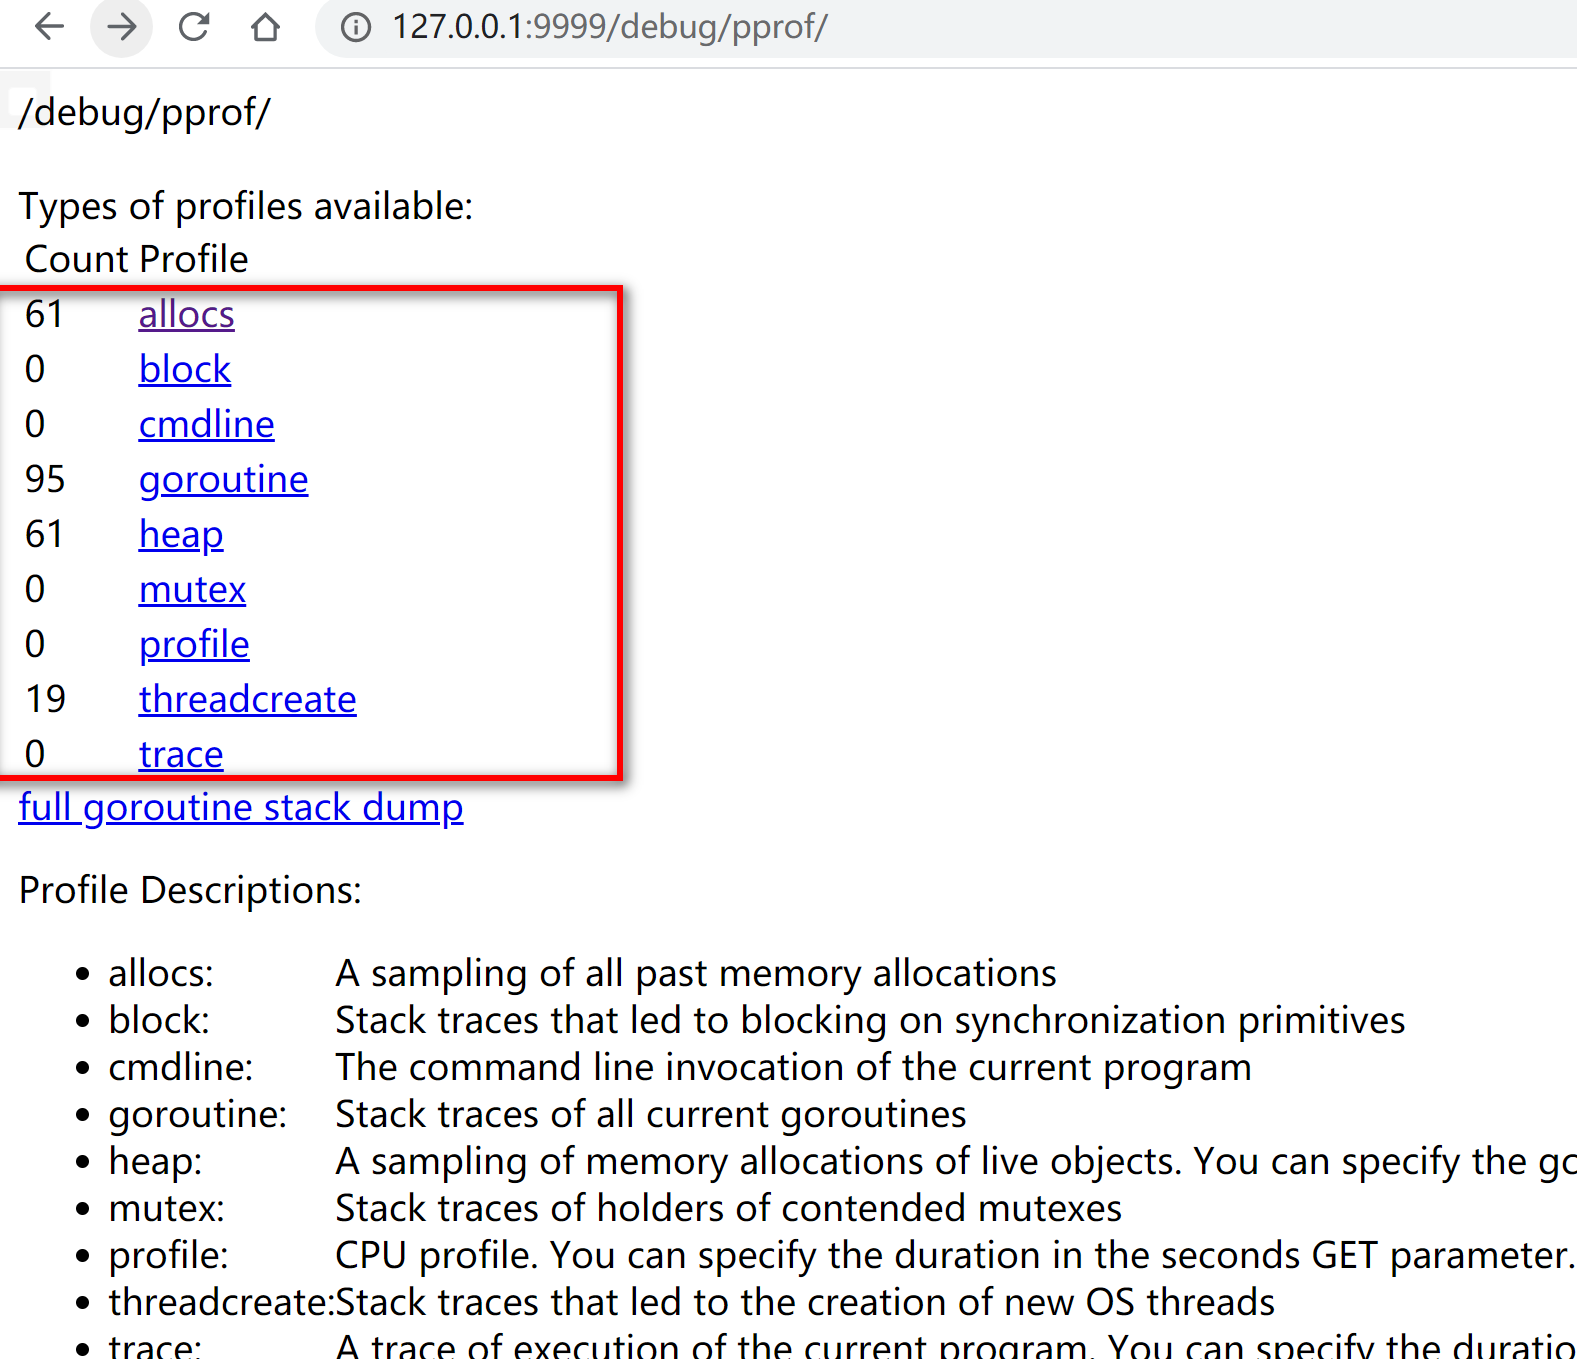 127.0.0.1:9999/debug/pprof/
/debug/pprof/
Types of profiles available:
Count Profile
61 allocs
0 block
0 cmdline
95 goroutine
61 heap
0 mutex
0 profile
19 threadcreate
0 trace
full goroutine stack dump
Profile Descriptions:
• allocs: A sampling of all past memory allocations
• block: Stack traces that led to blocking on synchronization primitives
• cmdline: The command line invocation of the current program
• goroutine: Stack traces of all current goroutines
• heap: A sampling of memory allocations of live objects. You can specify the
• mutex: Stack traces of holders of contended mutexes
• profile: CPU profile. You can specify the duration in the seconds GET parameter.
• threadcreate:Stack traces that led to the creation of new OS threads
• trace: A trace of execution of the current program. You can specify the